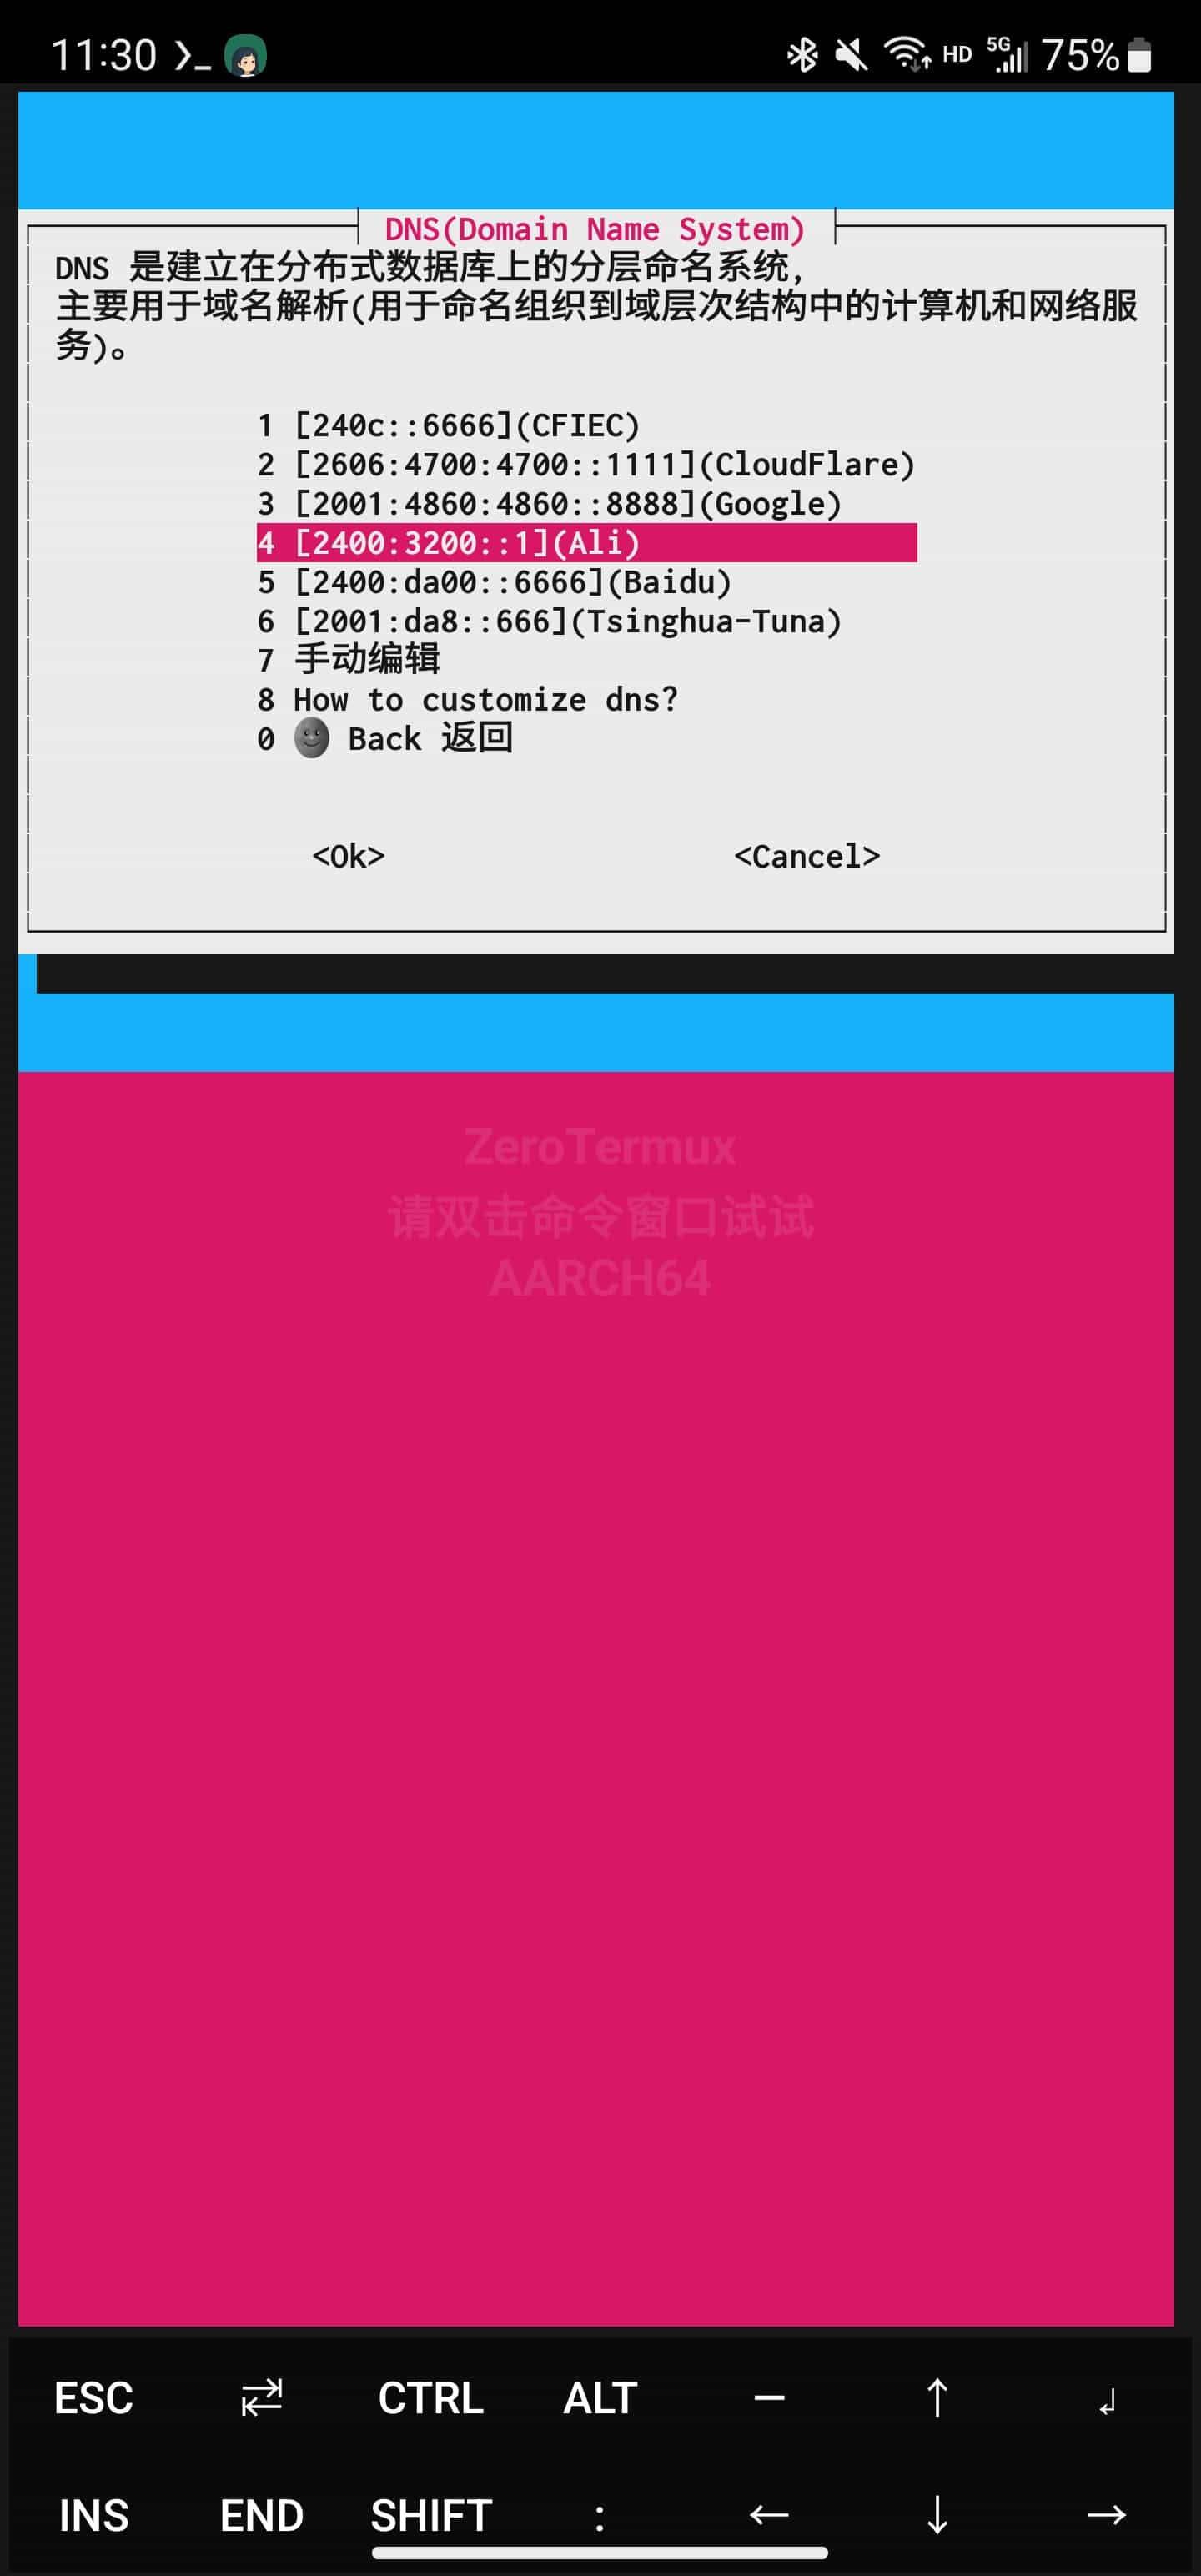 11:30
HD 5G 75%
DNS(Domain Name System)
DNS 是建立在分布式数据库上的分层命名系统,
主要用于域名解析(用于命名组织到域层次结构中的计算机和网络服
务)。
1 [240c::6666](CFIEC)
2 [2606:4700:4700::1111](CloudFlare)
3 [2001:4860:4860::8888](Google)
4 [2400:3200::1](Ali)
5 [2400:da00::6666](Baidu)
6 [2001:da8::666](Tsinghua-Tuna)
7 手动编辑
8 How to customize dns?
0 🌚 Back 返回
<Ok> <Cancel>
ZeroTermux
请双击命令窗口试试
AARCH64
ESC CTRL ALT — ↑ ↲
INS END SHIFT : ← ↓ →